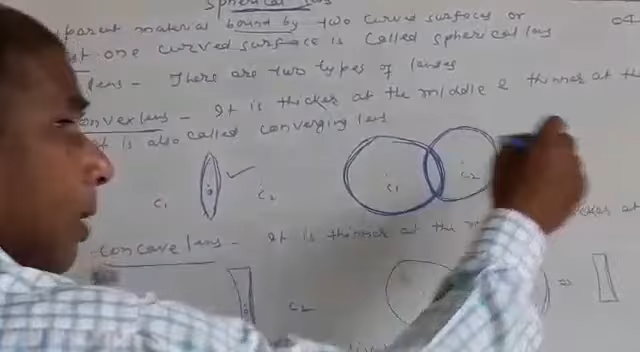 Spherical lens
parent material bound by two curved surfaces or
one curved surface is called spherical lens
04
lens - There are two types of lenses
convex lens - It is thicker at the middle & thinner at the
It is also called converging lens
C1 C2 C1 C2
concave lens - It is thinner at the
C2